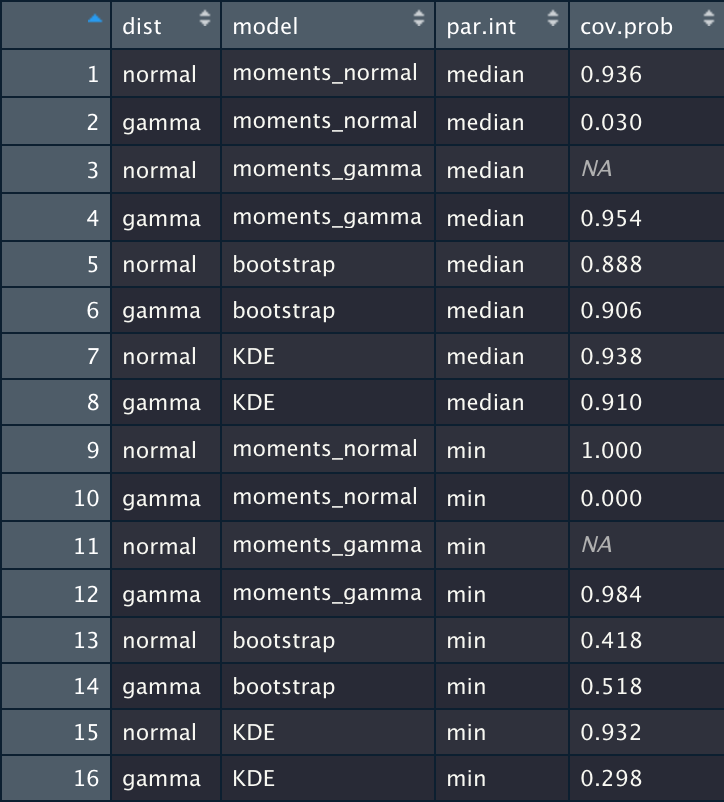 dist model par.int cov.prob
1 normal moments_normal median 0.936
2 gamma moments_normal median 0.030
3 normal moments_gamma median NA
4 gamma moments_gamma median 0.954
5 normal bootstrap median 0.888
6 gamma bootstrap median 0.906
7 normal KDE median 0.938
8 gamma KDE median 0.910
9 normal moments_normal min 1.000
10 gamma moments_normal min 0.000
11 normal moments_gamma min NA
12 gamma moments_gamma min 0.984
13 normal bootstrap min 0.418
14 gamma bootstrap min 0.518
15 normal KDE min 0.932
16 gamma KDE min 0.298